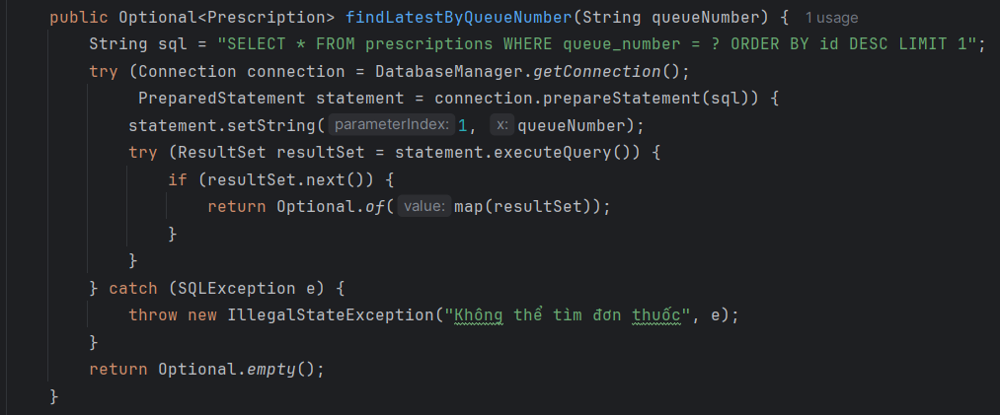 public Optional<Prescription> findLatestByQueueNumber(String queueNumber) { 1 usage
String sql = "SELECT * FROM prescriptions WHERE queue_number = ? ORDER BY id DESC LIMIT 1";
try (Connection connection = DatabaseManager.getConnection();
PreparedStatement statement = connection.prepareStatement(sql)) {
statement.setString( parameterIndex: 1, x: queueNumber);
try (ResultSet resultSet = statement.executeQuery()) {
if (resultSet.next()) {
return Optional.of( value: map(resultSet));
}
}
} catch (SQLException e) {
throw new IllegalStateException("Không thể tìm đơn thuốc", e);
}
return Optional.empty();
}